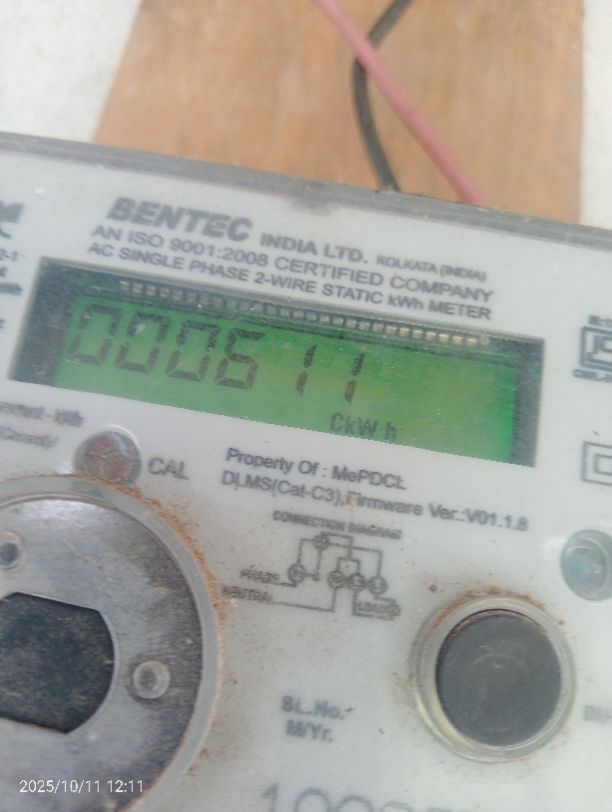 BENTEC INDIA LTD. KOLKATA (INDIA)
AN ISO 9001:2008 CERTIFIED COMPANY
AC SINGLE PHASE 2-WIRE STATIC kWh METER
000611
CkW h
CAL
Property Of : MePDCL
DLMS(Cat-C3),Firmware Ver.:V01.1.8
CONNECTION DIAGRAM
PHASE
NEUTRAL
SL.No.
M/Yr.
2025/10/11 12:11